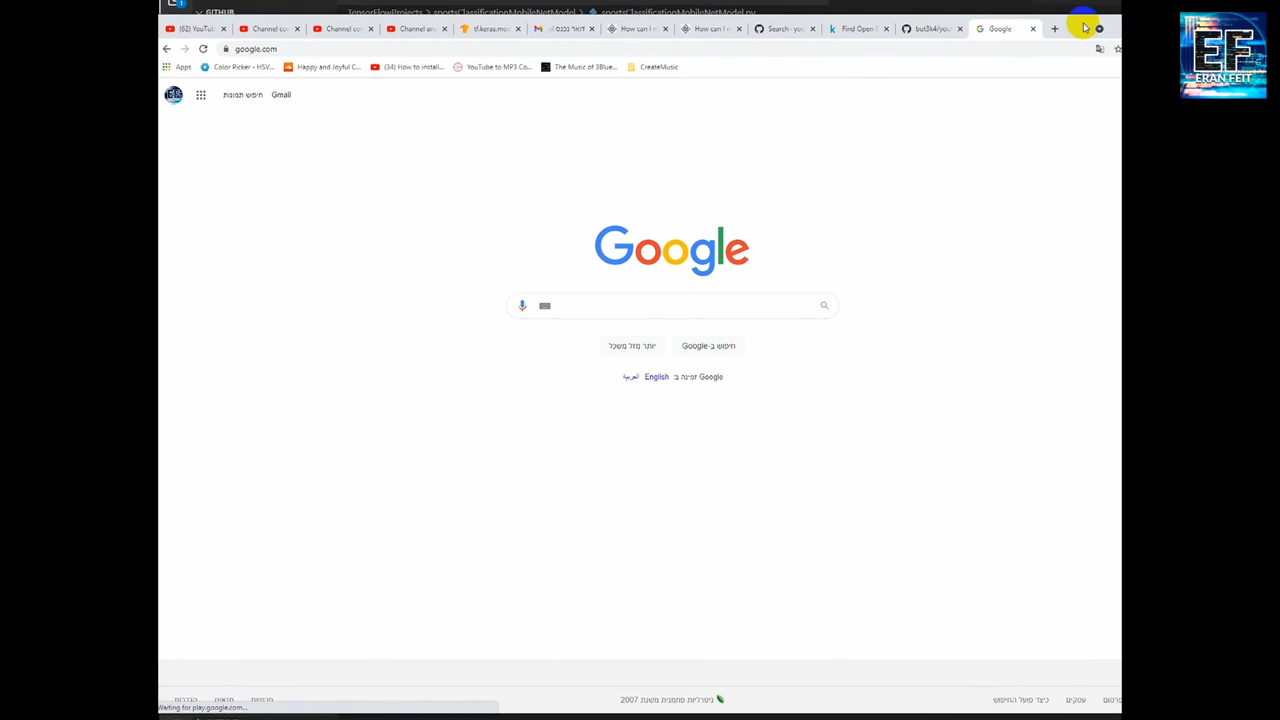 GITHUB
TensorFlowProjects > sportsClassificationMobileNetModel > sportsClassificationMobileNetModel.py
(62) YouTub
Channel co
Channel co
Channel an
tf.keras.mo
How can I
How can I
Search · yo
Find Open
but3k4/you
Google
google.com
Apps
Color Picker - HSV...
Happy and Joyful C...
(34) How to install...
YouTube to MP3 Co...
The Music of 3Blue...
CreateMusic
ERAN FEIT
Gmail
חיפוש תמונות
Google
חיפוש ב-Google
יותר מזל משכל
Google זמינה ב: English العربية
פרסום
עסקים
כיצד פועל החיפוש
ניטרליות פחמנית משנת 2007
פרטיות
תנאים
הגדרות
Waiting for play.google.com...